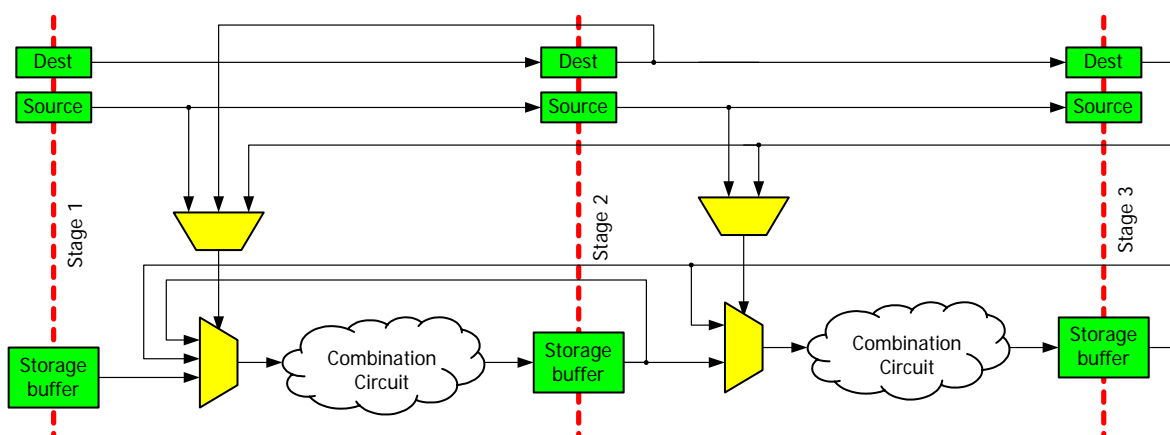 Dest
Dest
Dest
Source
Source
Source
Stage 1
Stage 2
Stage 3
Storage
buffer
Combination
Circuit
Storage
buffer
Combination
Circuit
Storage
buffer